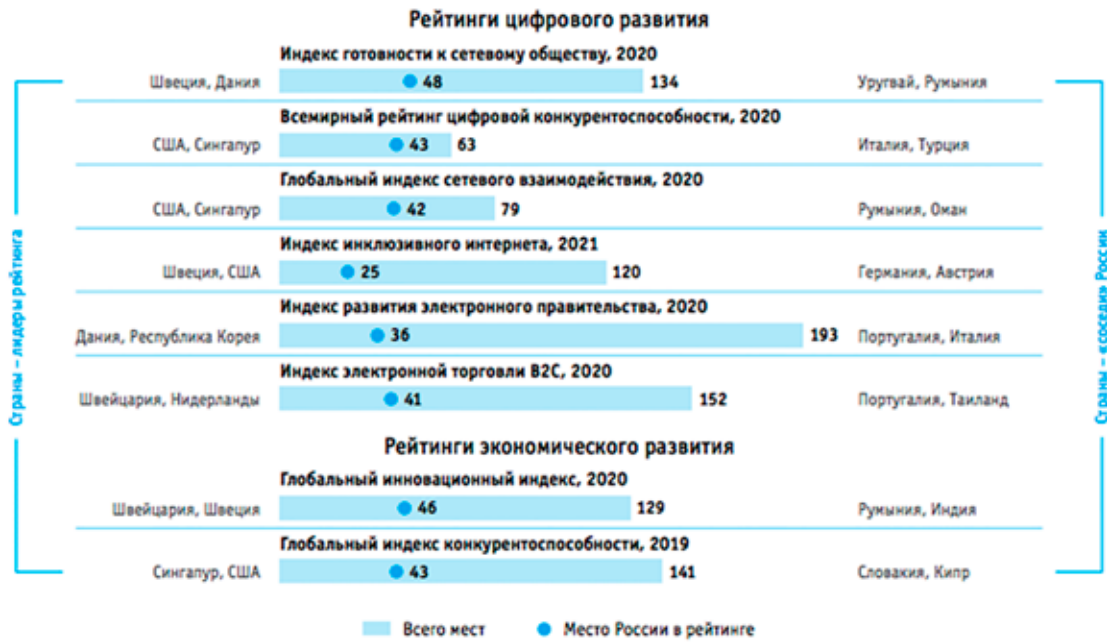 Рейтинги цифрового развития
Индекс готовности к сетевому обществу, 2020
Швеция, Дания 48 134 Уругвай, Румыния
Всемирный рейтинг цифровой конкурентоспособности, 2020
США, Сингапур 43 63 Италия, Турция
Глобальный индекс сетевого взаимодействия, 2020
США, Сингапур 42 79 Румыния, Оман
Индекс инклюзивного интернета, 2021
Швеция, США 25 120 Германия, Австрия
Индекс развития электронного правительства, 2020
Дания, Республика Корея 36 193 Португалия, Италия
Индекс электронной торговли B2C, 2020
Швейцария, Нидерланды 41 152 Португалия, Таиланд
Рейтинги экономического развития
Глобальный инновационный индекс, 2020
Швейцария, Швеция 46 129 Румыния, Индия
Глобальный индекс конкурентоспособности, 2019
Сингапур, США 43 141 Словакия, Кипр
Страны – лидеры рейтинга
Страны – «соседи» России
Всего мест
Место России в рейтинге